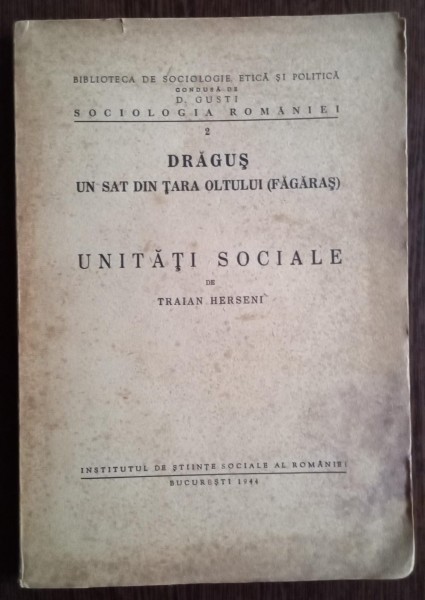 BIBLIOTECA DE SOCIOLOGIE, ETICĂ ȘI POLITICĂ
CONDUSĂ DE
D. GUSTI
SOCIOLOGIA ROMÂNIEI
2
DRĂGUȘ
UN SAT DIN ȚARA OLTULUI (FĂGĂRAȘ)
UNITĂȚI SOCIALE
DE
TRAIAN HERSENI
INSTITUTUL DE ȘTIINȚE SOCIALE AL ROMÂNIEI
BUCUREȘTI 1944